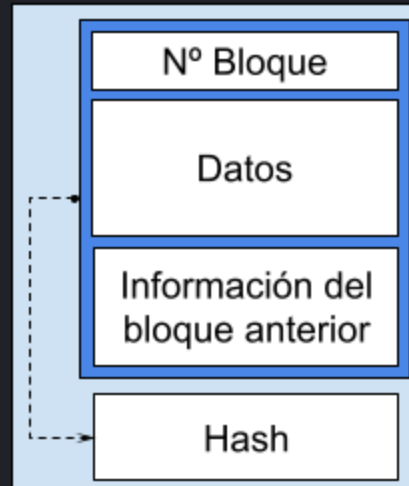 Nº Bloque
Datos
Información del
bloque anterior
Hash